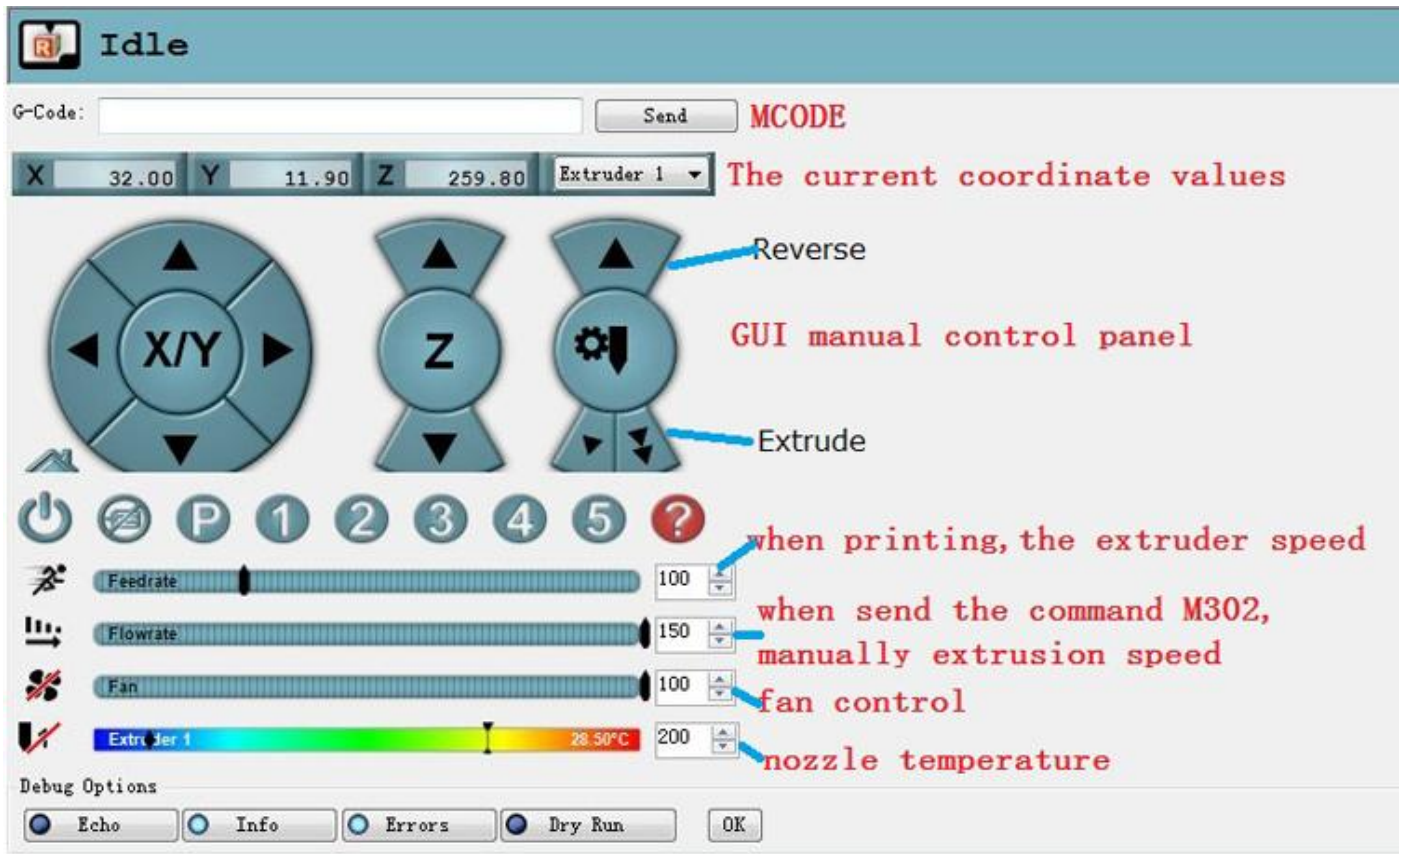 R
Idle
G-Code:
Send
MCODE
X 32.00 Y 11.90 Z 259.80 Extruder 1
The current coordinate values
Reverse
X/Y
Z
GUI manual control panel
Extrude
P 1 2 3 4 5 ?
when printing, the extruder speed
Feedrate 100
when send the command M302,
Flowrate 150
manually extrusion speed
Fan 100
fan control
Extruder 1 28.50°C 200
nozzle temperature
Debug Options
Echo Info Errors Dry Run OK